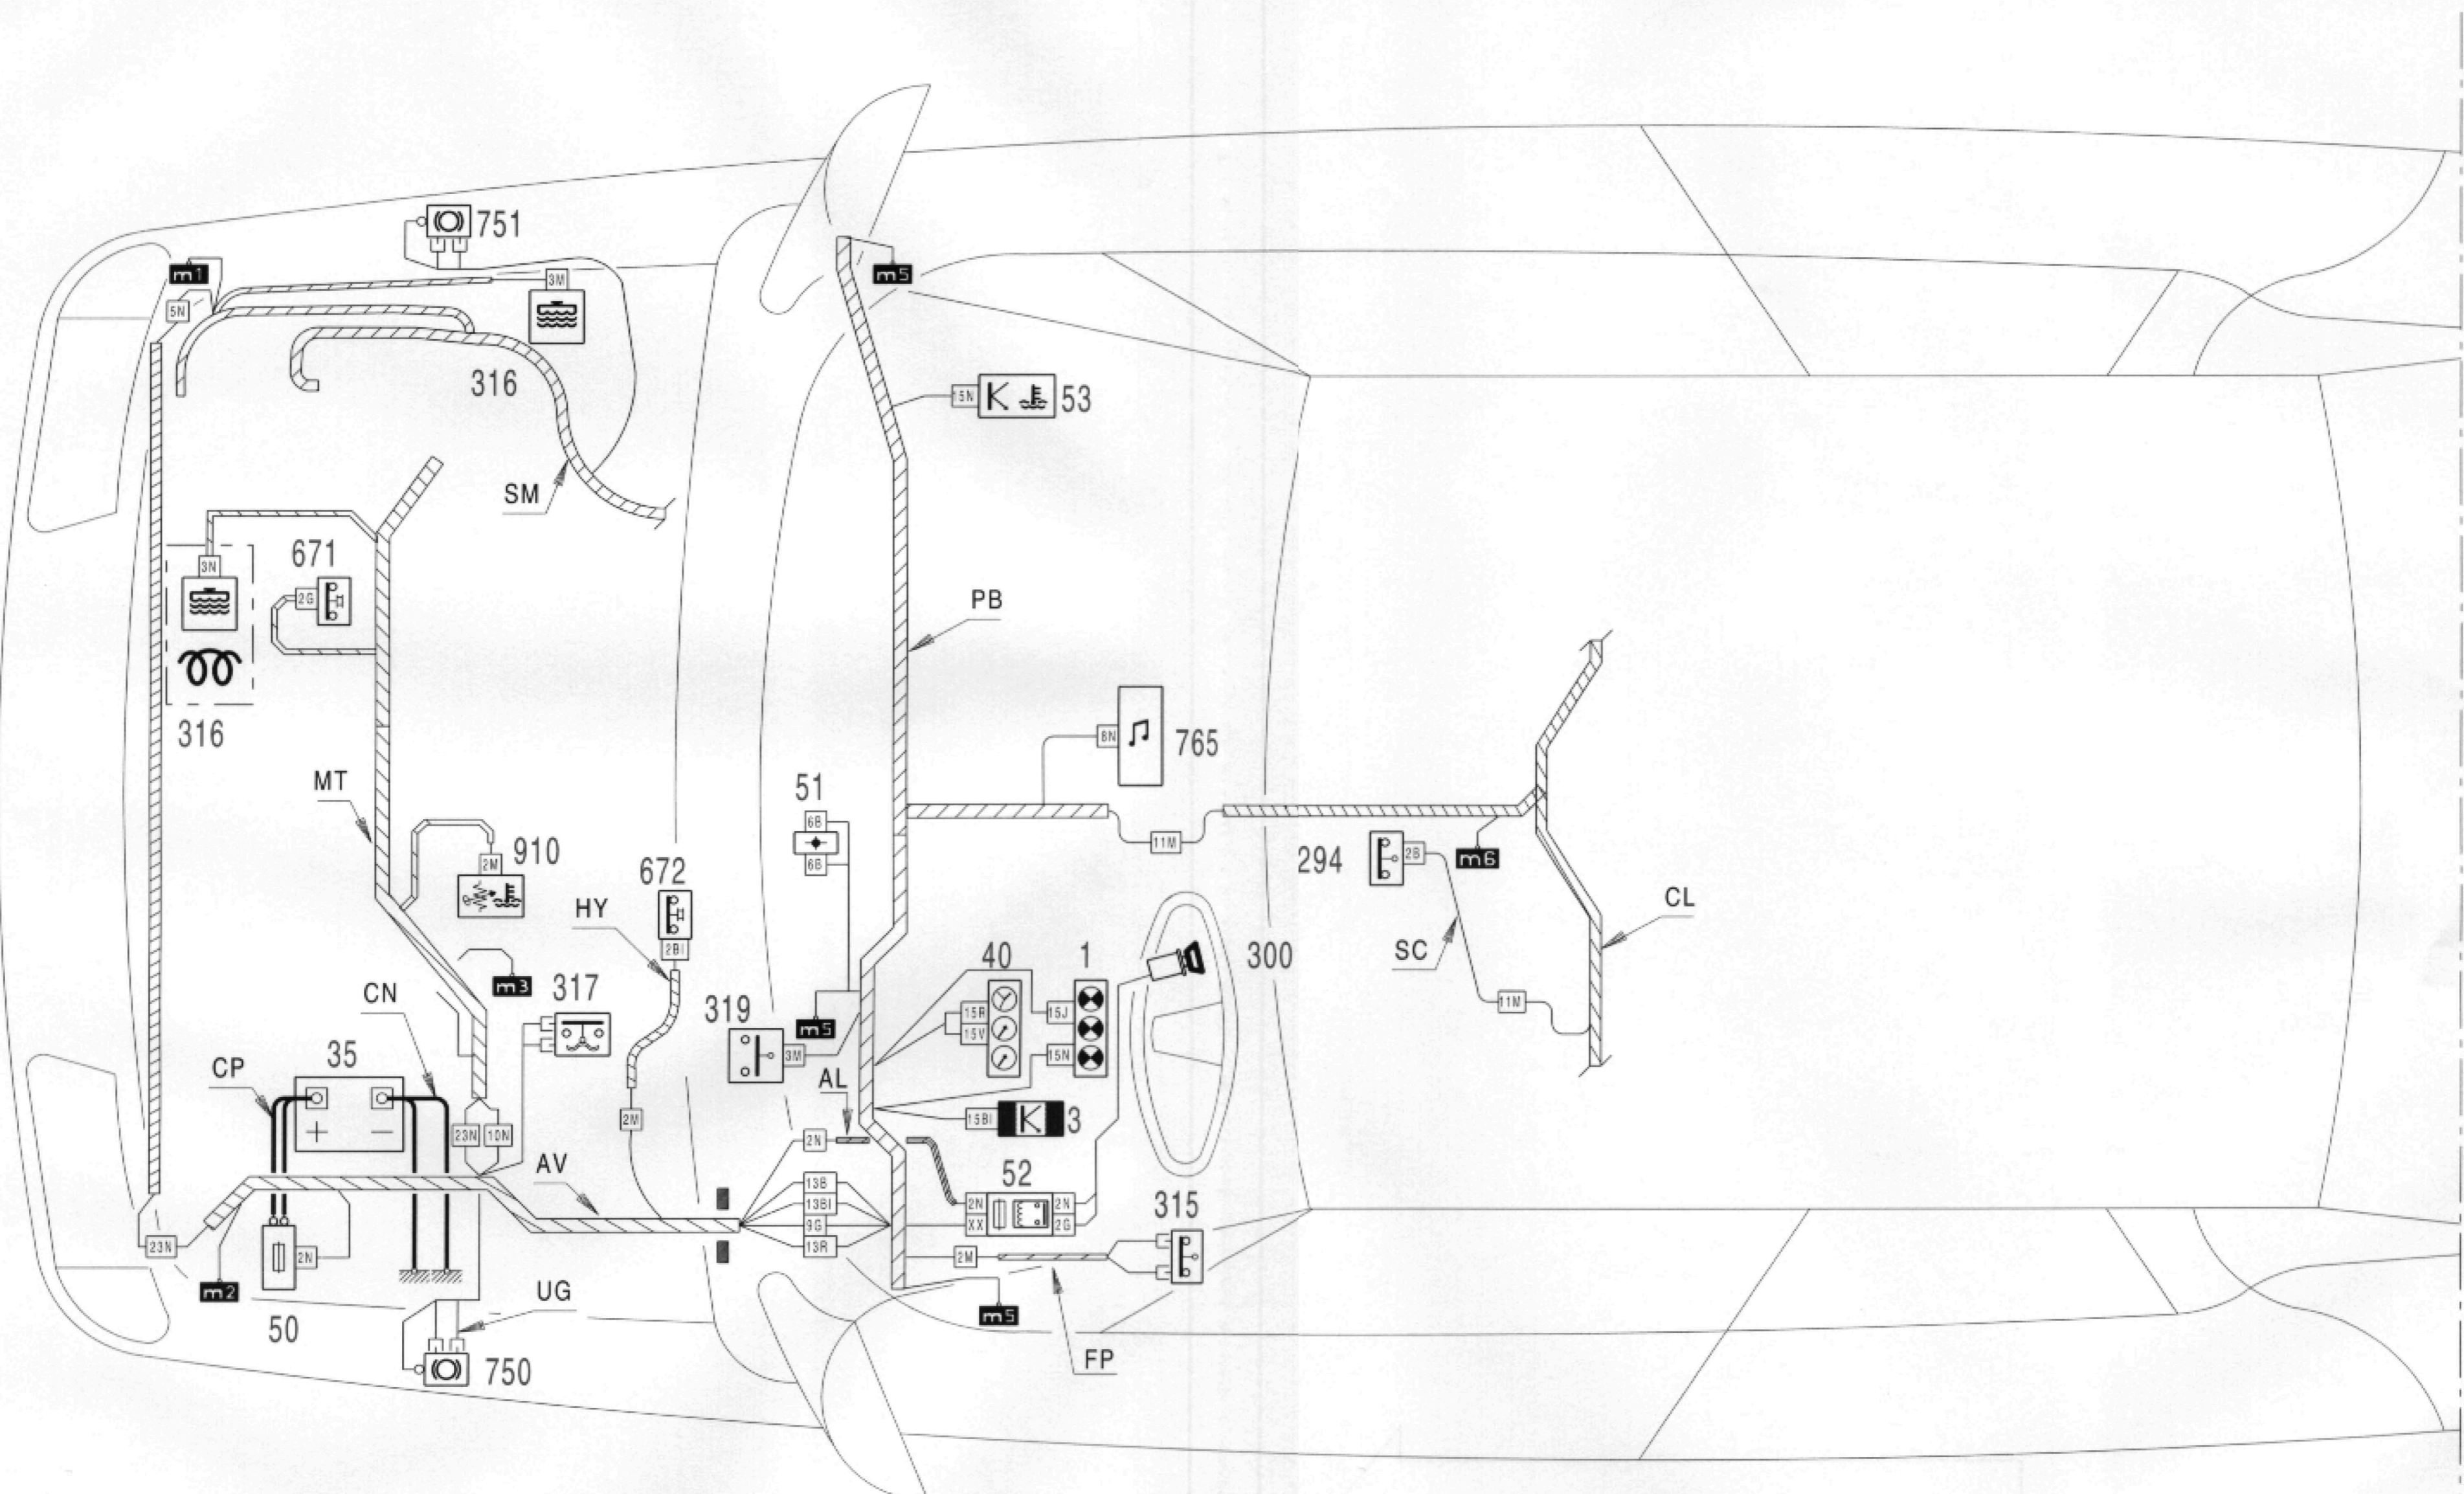 751
m1
m5
3M
5N
316
15N
53
SM
3N
671
2G
PB
316
765
8N
MT
51
6B
6B
11M
910
2M
672
294
2B
m6
HY
2BI
CL
SC
40
1
300
m3
CN
317
319
15R
15J
15V
m5
15N
3M
11M
CP
35
AL
2M
15BI
3
+
−
23N
10N
2N
AV
52
13B
13BI
2N
2N
315
9G
XX
2G
13R
23N
2N
2M
m2
UG
50
m5
750
FP